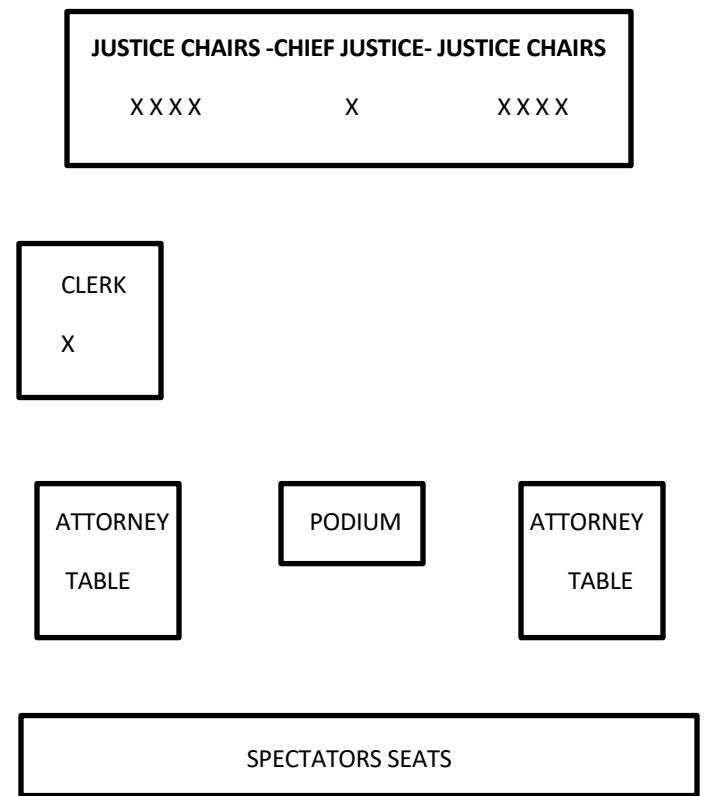 JUSTICE CHAIRS -CHIEF JUSTICE- JUSTICE CHAIRS
X X X X X X X X X
CLERK
X
ATTORNEY
TABLE
PODIUM
ATTORNEY
TABLE
SPECTATORS SEATS